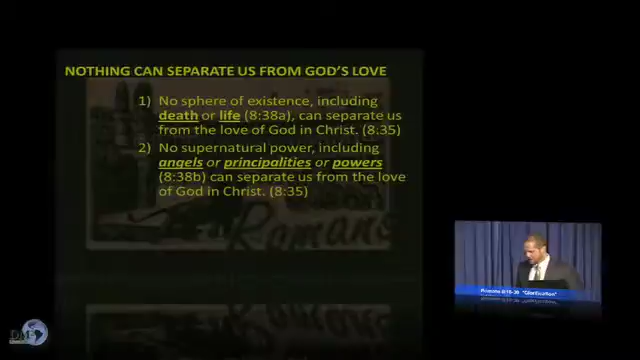 NOTHING CAN SEPARATE US FROM GOD'S LOVE
1) No sphere of existence, including
death or life (8:38a), can separate us
from the love of God in Christ. (8:35)
2) No supernatural power, including
angels or principalities or powers
(8:38b) can separate us from the love
of God in Christ. (8:35)
Romans
"Glorification"
DM